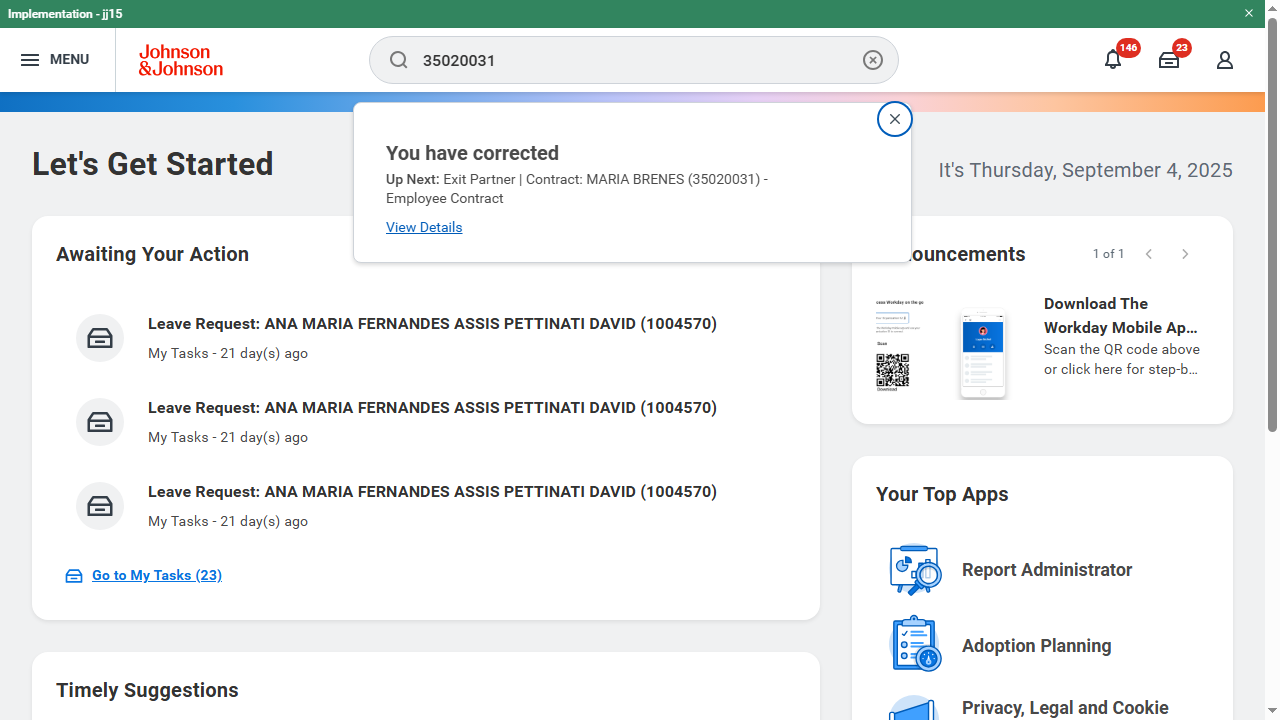 Implementation - jj15
MENU
Johnson
&Johnson
35020031
146
23
You have corrected
Up Next: Exit Partner | Contract: MARIA BRENES (35020031) -
Employee Contract
View Details
Let's Get Started
It's Thursday, September 4, 2025
Awaiting Your Action
Leave Request: ANA MARIA FERNANDES ASSIS PETTINATI DAVID (1004570)
My Tasks - 21 day(s) ago
Leave Request: ANA MARIA FERNANDES ASSIS PETTINATI DAVID (1004570)
My Tasks - 21 day(s) ago
Leave Request: ANA MARIA FERNANDES ASSIS PETTINATI DAVID (1004570)
My Tasks - 21 day(s) ago
Go to My Tasks (23)
Timely Suggestions
ouncements
1 of 1
Scan
Download
Download The
Workday Mobile Ap...
Scan the QR code above
or click here for step-b...
Your Top Apps
Report Administrator
Adoption Planning
Privacy, Legal and Cookie